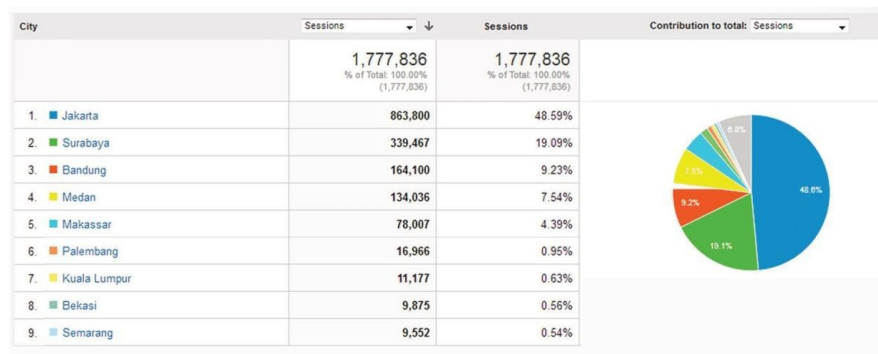 City Sessions Sessions Contribution to total: Sessions
1,777,836 1,777,836
% of Total: 100.00% % of Total: 100.00%
(1,777,836) (1,777,836)
1. Jakarta 863,800 48.59%
2. Surabaya 339,467 19.09%
3. Bandung 164,100 9.23%
4. Medan 134,036 7.54%
5. Makassar 78,007 4.39%
6. Palembang 16,966 0.95%
7. Kuala Lumpur 11,177 0.63%
8. Bekasi 9,875 0.56%
9. Semarang 9,552 0.54%
48.6%
19.1%
9.2%
7.5%